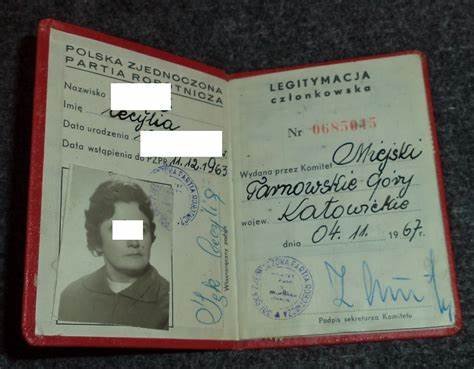 POLSKA ZJEDNOCZONA
PARTIA ROBOTNICZA
Nazwisko
Imię Cecylia
Data urodzenia
Data wstąpienia do PZPR 11.12.1963
LEGITYMACJA
członkowska
Nr 0685015
Wydana przez Komitet Miejski
Tarnowskie-Góry
wojew. Katowickie
dnia 04.11. 1967 r.
Podpis sekretarza Komitetu